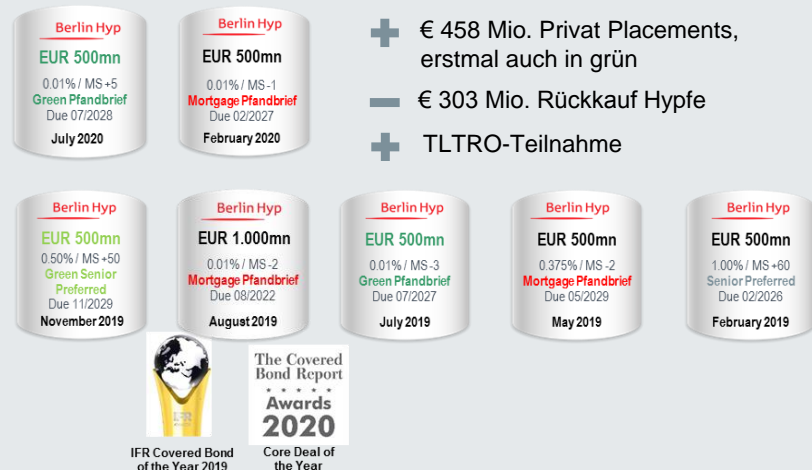 Berlin Hyp
EUR 500mn
0.01% / MS +5
Green Pfandbrief
Due 07/2028
July 2020
Berlin Hyp
EUR 500mn
0.01% / MS -1
Mortgage Pfandbrief
Due 02/2027
February 2020
+ € 458 Mio. Privat Placements,
erstmal auch in grün
− € 303 Mio. Rückkauf Hypfe
+ TLTRO-Teilnahme
Berlin Hyp
EUR 500mn
0.50% / MS +50
Green Senior
Preferred
Due 11/2029
November 2019
Berlin Hyp
EUR 1.000mn
0.01% / MS -2
Mortgage Pfandbrief
Due 08/2022
August 2019
Berlin Hyp
EUR 500mn
0.01% / MS -3
Green Pfandbrief
Due 07/2027
July 2019
Berlin Hyp
EUR 500mn
0.375% / MS -2
Mortgage Pfandbrief
Due 05/2029
May 2019
Berlin Hyp
EUR 500mn
1.00% / MS +60
Senior Preferred
Due 02/2026
February 2019
IFR
IFR Covered Bond
of the Year 2019
The Covered
Bond Report
Awards
2020
Core Deal of
the Year